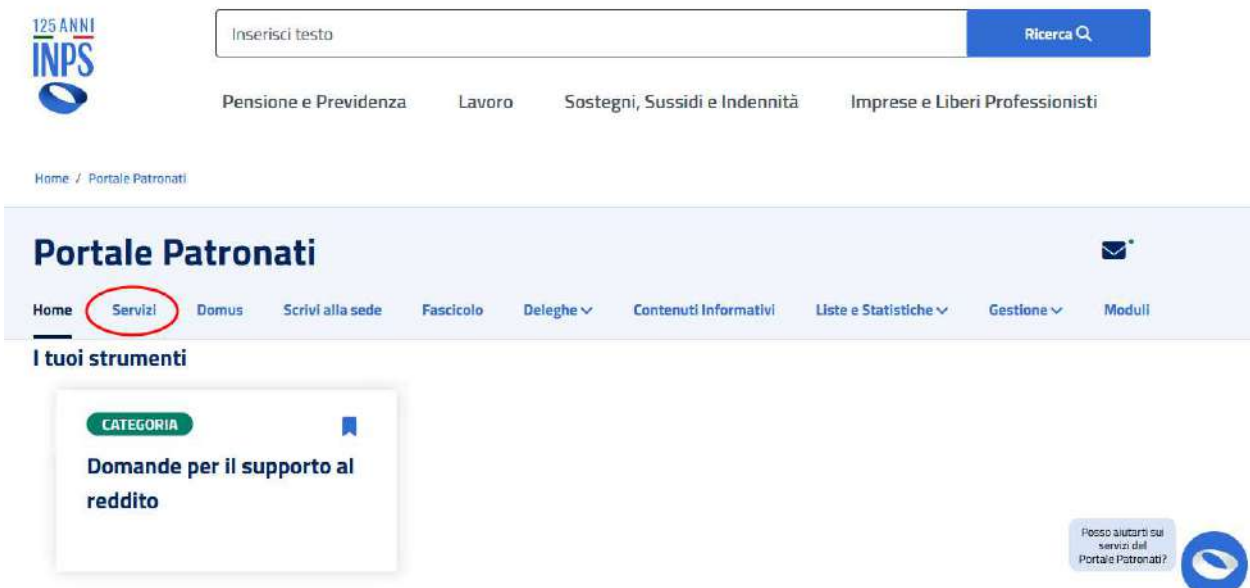 125 ANNI
INPS
Inserisci testo
Ricerca
Pensione e Previdenza Lavoro Sostegni, Sussidi e Indennità Imprese e Liberi Professionisti
Home / Portale Patronati
Portale Patronati
Home Servizi Domus Scrivi alla sede Fascicolo Deleghe Contenuti Informativi Liste e Statistiche Gestione Moduli
I tuoi strumenti
CATEGORIA
Domande per il supporto al
reddito
Posso aiutarti sui
servizi del
Portale Patronati?